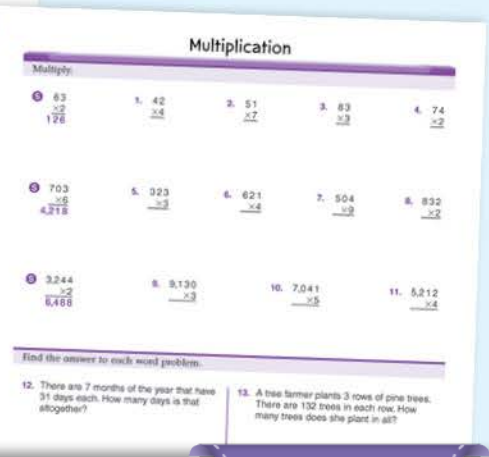 Multiplication
Multiply.
S 63 1. 42 2. 51 3. 83 4. 74
×2 ×4 ×7 ×3 ×2
126
S 703 5. 323 6. 621 7. 504 8. 832
×6 ×3 ×4 ×9 ×2
4,218
S 3,244 9. 9,130 10. 7,041 11. 5,212
×2 ×3 ×5 ×4
6,488
Find the answer to each word problem.
12. There are 7 months of the year that have
31 days each. How many days is that
altogether?
13. A tree farmer plants 3 rows of pine trees.
There are 132 trees in each row. How
many trees does she plant in all?